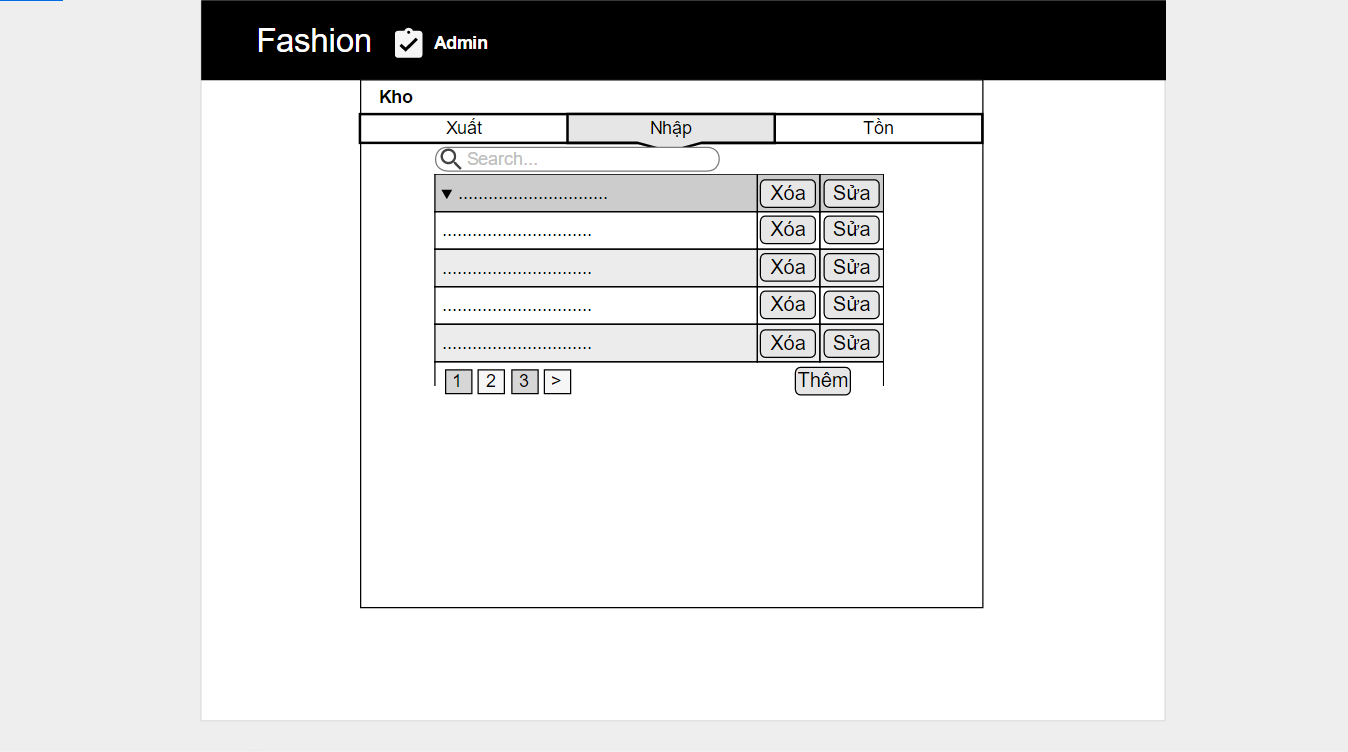 Fashion Admin
Kho
Xuất Nhập Tồn
Search...
▼ .............................. Xóa Sửa
.............................. Xóa Sửa
.............................. Xóa Sửa
.............................. Xóa Sửa
.............................. Xóa Sửa
1 2 3 > Thêm